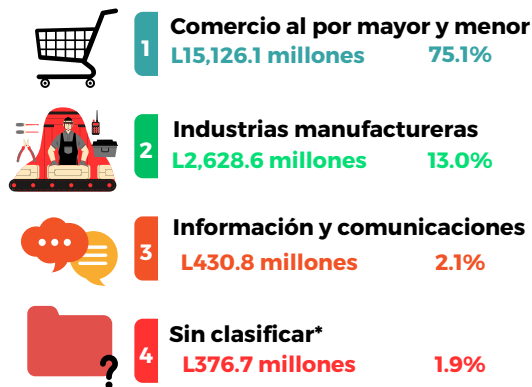 1
Comercio al por mayor y menor
L15,126.1 millones 75.1%
2
Industrias manufactureras
L2,628.6 millones 13.0%
3
Información y comunicaciones
L430.8 millones 2.1%
4
Sin clasificar*
L376.7 millones 1.9%
?